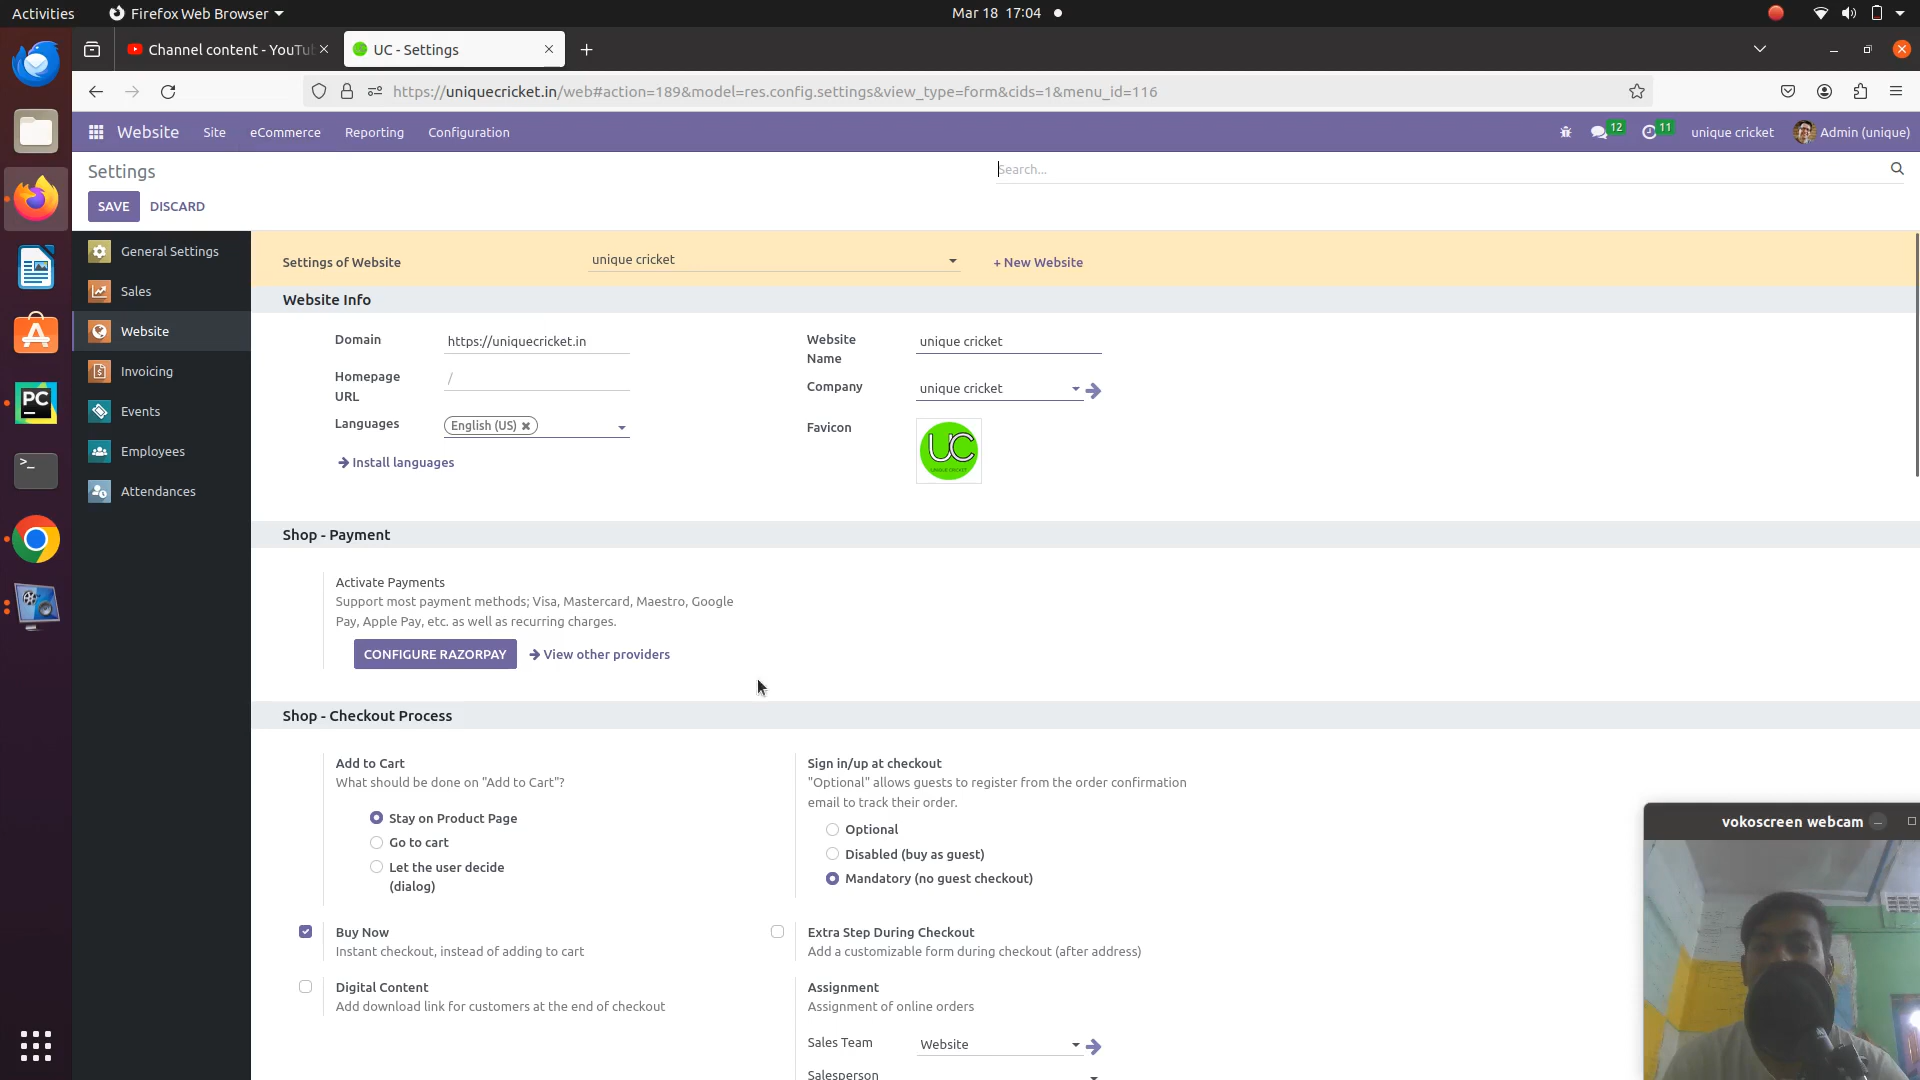 Activities
Firefox Web Browser
Mar 18 17:04
Channel content - YouTu
UC - Settings
https://uniquecricket.in/web#action=189&model=res.config.settings&view_type=form&cids=1&menu_id=116
Website
Site
eCommerce
Reporting
Configuration
12
11
unique cricket
Admin (unique)
Settings
Search...
SAVE
DISCARD
General Settings
Sales
Website
Invoicing
Events
Employees
Attendances
Settings of Website
unique cricket
+ New Website
Website Info
Domain
https://uniquecricket.in
Website
Name
unique cricket
Homepage
URL
/
Company
unique cricket
Languages
English (US)
Favicon
UC
UNIQUE CRICKET
Install languages
Shop - Payment
Activate Payments
Support most payment methods; Visa, Mastercard, Maestro, Google
Pay, Apple Pay, etc. as well as recurring charges.
CONFIGURE RAZORPAY
View other providers
Shop - Checkout Process
Add to Cart
What should be done on "Add to Cart"?
Stay on Product Page
Go to cart
Let the user decide
(dialog)
Sign in/up at checkout
"Optional" allows guests to register from the order confirmation
email to track their order.
Optional
Disabled (buy as guest)
Mandatory (no guest checkout)
Buy Now
Instant checkout, instead of adding to cart
Extra Step During Checkout
Add a customizable form during checkout (after address)
Digital Content
Add download link for customers at the end of checkout
Assignment
Assignment of online orders
Sales Team
Website
Salesperson
vokoscreen webcam
PC
>_